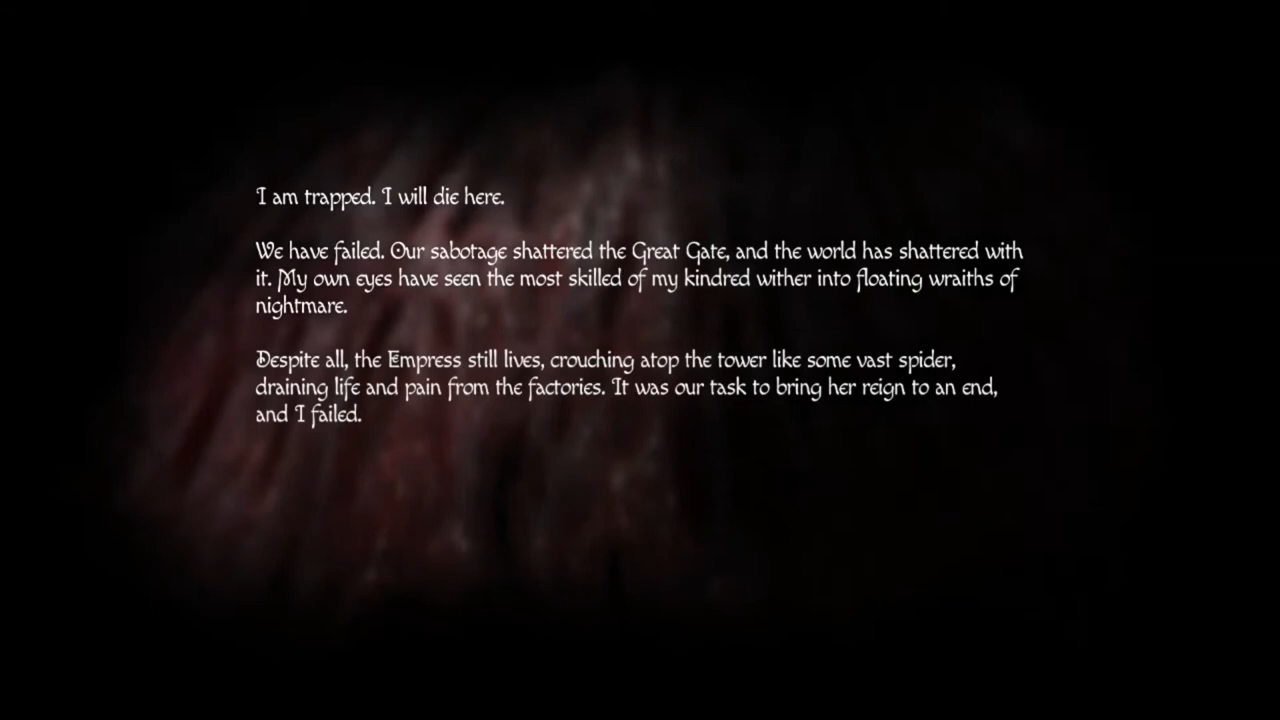 I am trapped. I will die here.
We have failed. Our sabotage shattered the Great Gate, and the world has shattered with
it. My own eyes have seen the most skilled of my kindred wither into floating wraiths of
nightmare.
Despite all, the Empress still lives, crouching atop the tower like some vast spider,
draining life and pain from the factories. It was our task to bring her reign to an end,
and I failed.